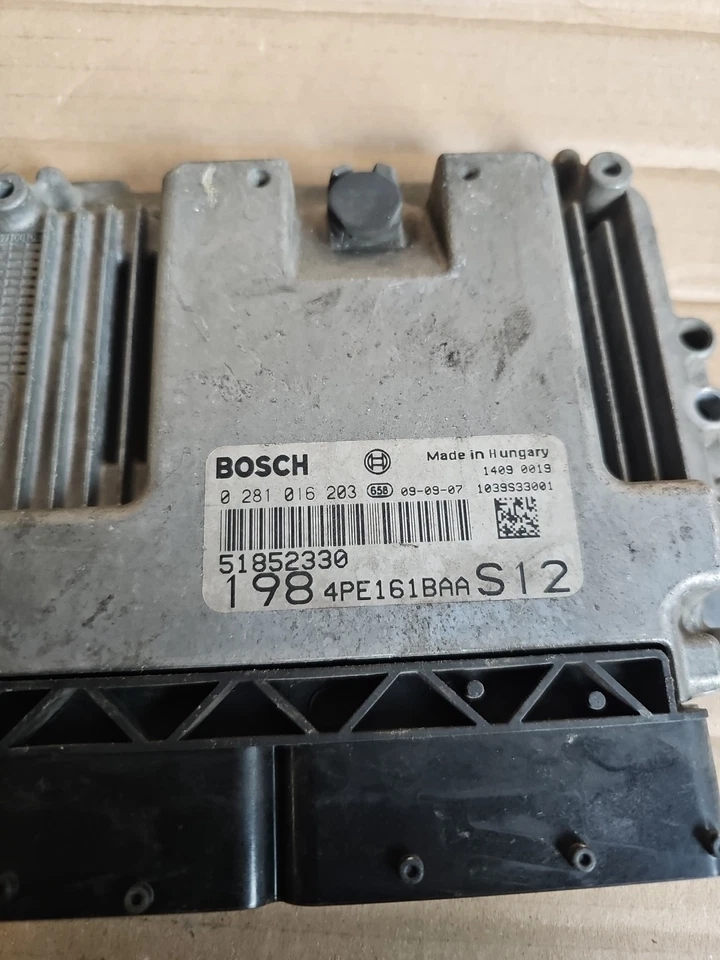 BOSCH Made in Hungary
1409 0019
0 281 016 203 658 09-09-07 1039S33001
51852330
198 4PE161BAA S12